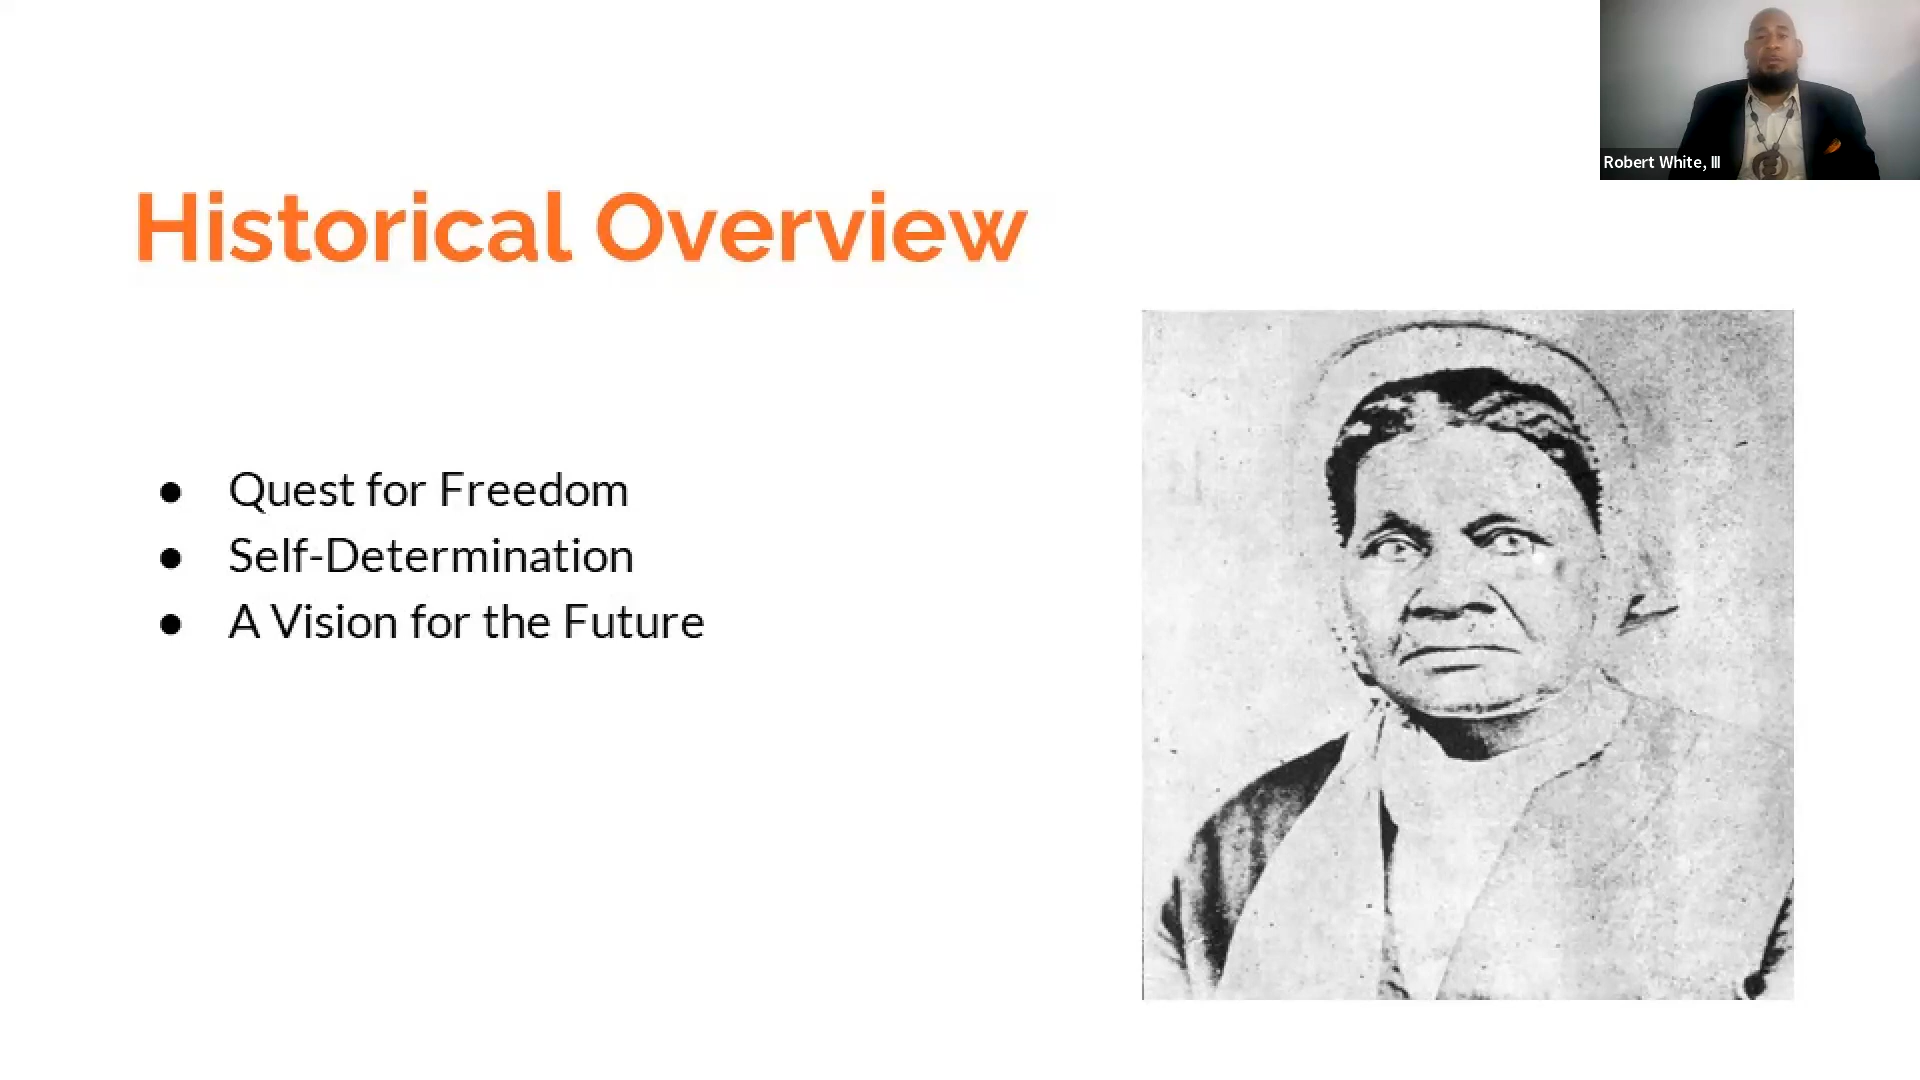 Historical Overview
Quest for Freedom
Self-Determination
A Vision for the Future
Robert White, III